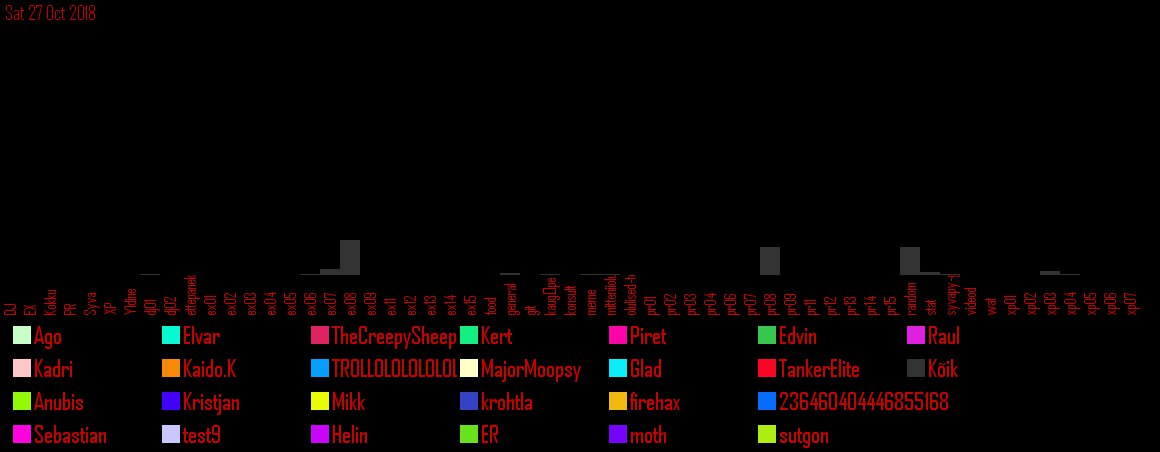 Sat 27 Oct 2018
DJ EX Kokku PR Syva XP Yldine dj01 dj02 ettepanek ex01 ex02 ex03 ex04 ex05 ex06 ex07 ex08 ex09 ex11 ex12 ex13 ex14 ex15 food general git konsult meme pr01 pr02 pr03 pr04 pr06 pr07 pr08 pr09 pr11 pr12 pr13 pr14 pr15 random stat videod wat xp01 xp02 xp03 xp04 xp05 xp06 xp07
Ago Elvar TheCreepySheep Kert Piret Edvin Raul
Kadri Kaido.K TROLLOLOLOLOLOL MajorMoopsy Glad TankerElite Kõik
Anubis Kristjan Mikk krohtla firehax 236460404446855168
Sebastian test9 Helin ER moth sutgon